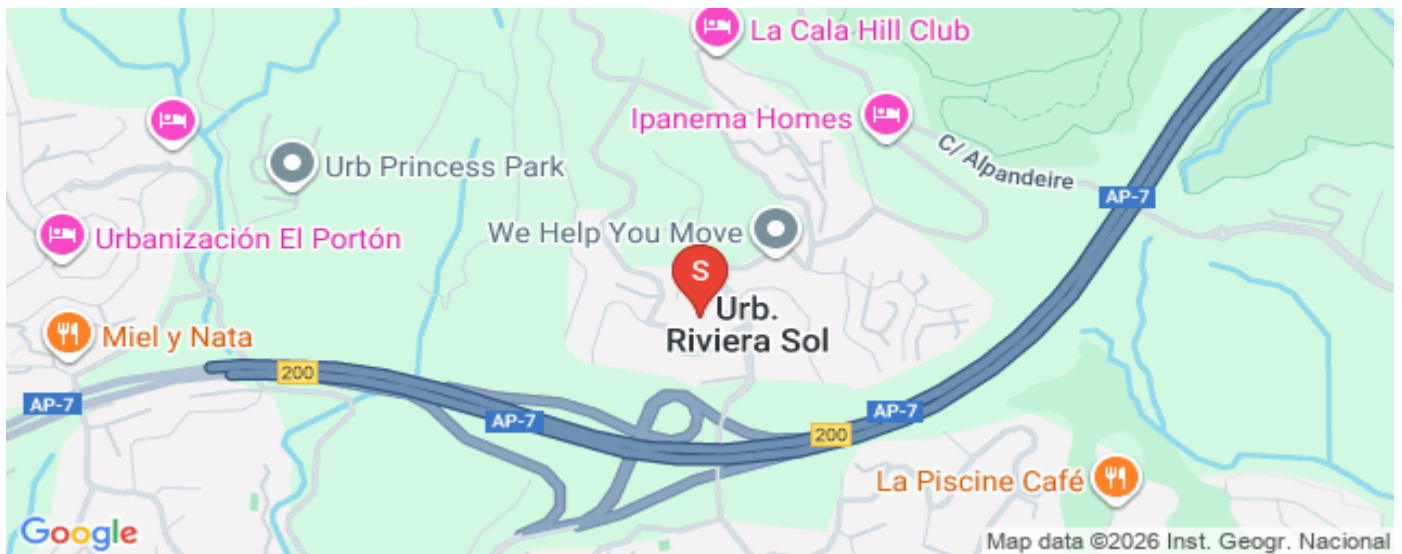 La Cala Hill Club
Ipanema Homes
C/ Alpandeire
Urb Princess Park
AP-7
We Help You Move
Urbanización El Portón
S
Urb.
Riviera Sol
Miel y Nata
200
AP-7
AP-7
AP-7
200
La Piscine Café
Google
Map data ©2026 Inst. Geogr. Nacional